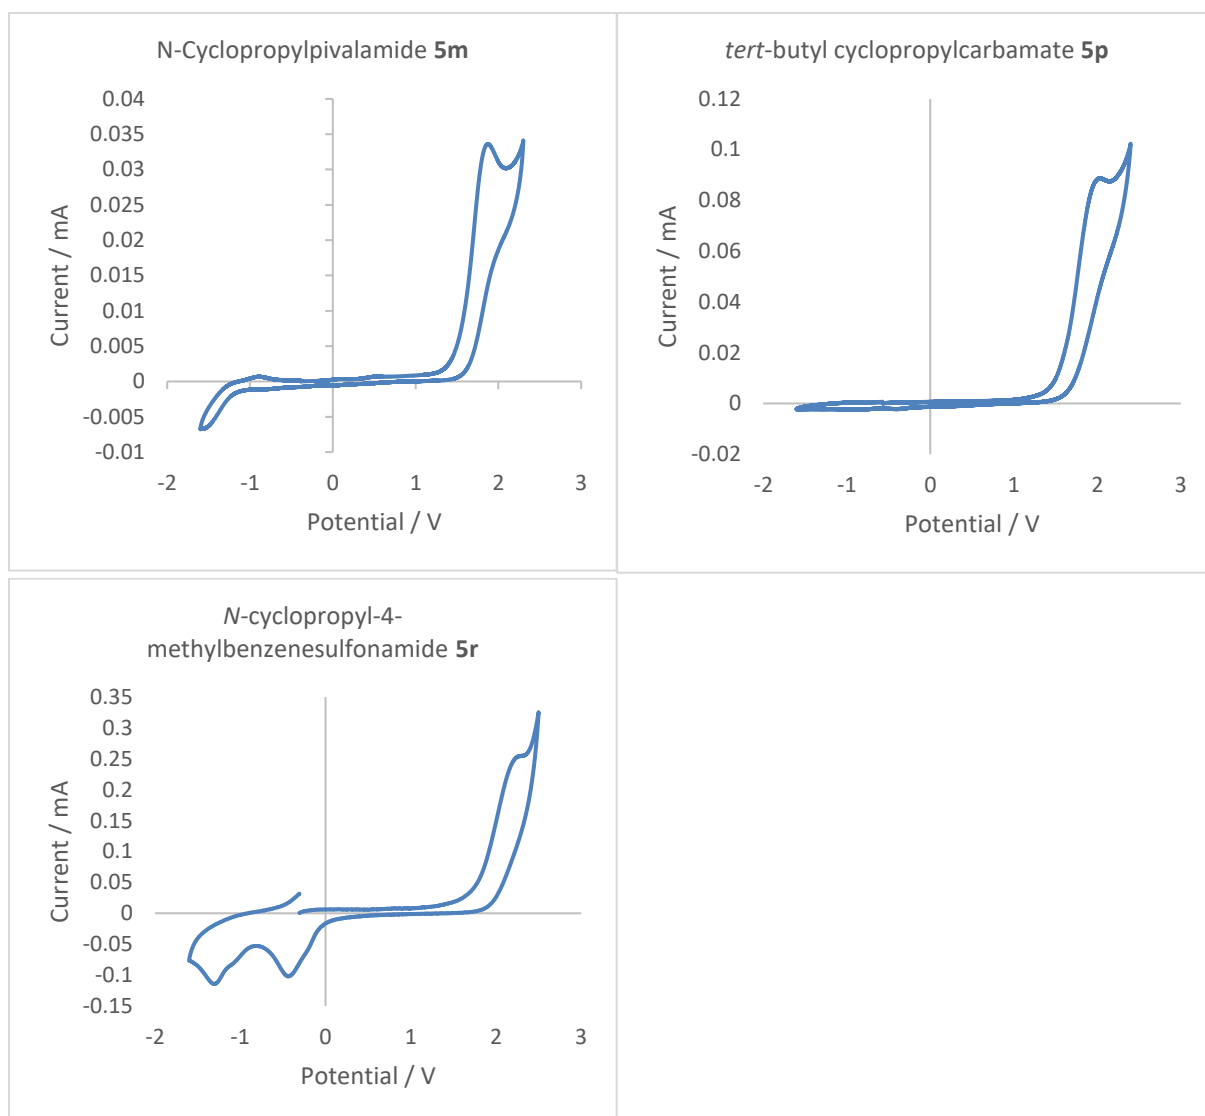 N-Cyclopropylpivalamide 5m
0.04
0.035
0.03
0.025
0.02
0.015
0.01
0.005
0
-0.005
-0.01
-2 -1 0 1 2 3
Current / mA
Potential / V
tert-butyl cyclopropylcarbamate 5p
0.12
0.1
0.08
0.06
0.04
0.02
0
-0.02
-2 -1 0 1 2 3
Current / mA
Potential / V
N-cyclopropyl-4-
methylbenzenesulfonamide 5r
0.35
0.3
0.25
0.2
0.15
0.1
0.05
0
-0.05
-0.1
-0.15
-2 -1 0 1 2 3
Current / mA
Potential / V